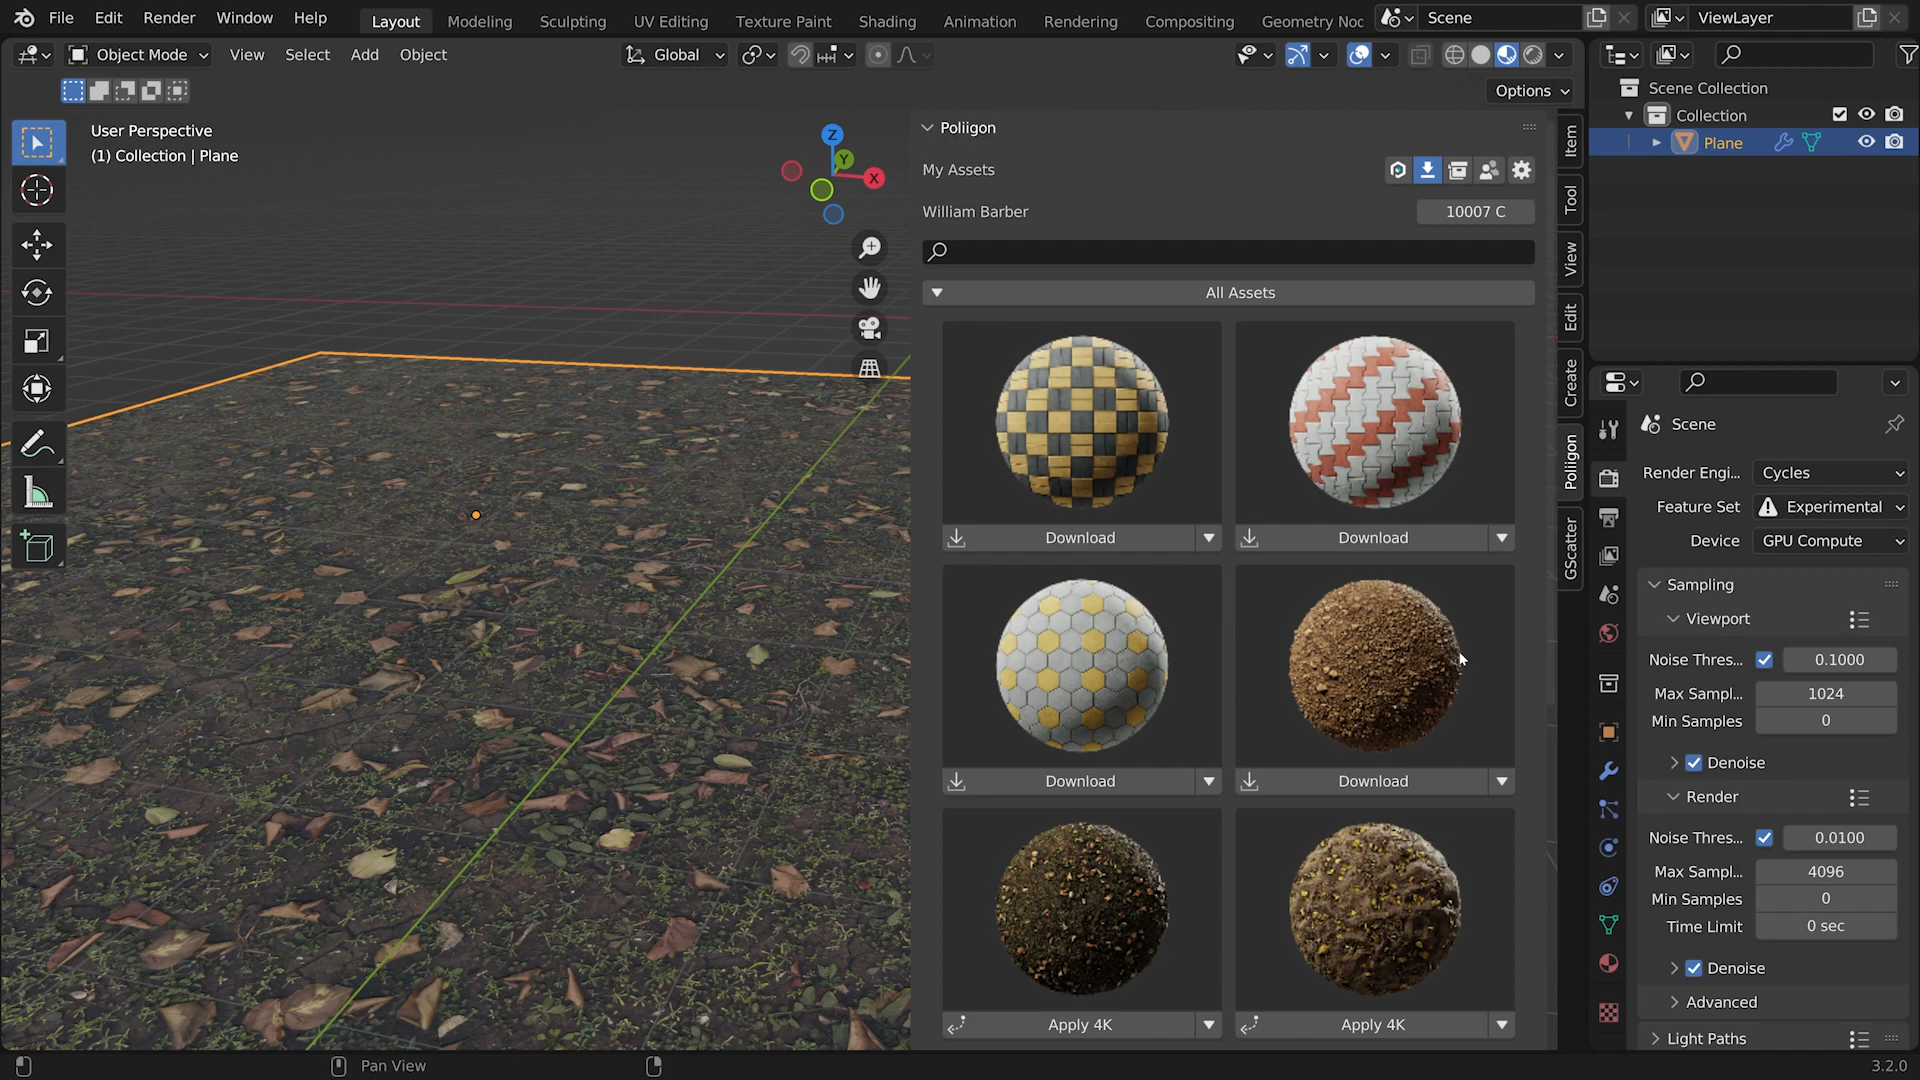 File Edit Render Window Help Layout Modeling Sculpting UV Editing Texture Paint Shading Animation Rendering Compositing Geometry Noc Scene ViewLayer
Object Mode View Select Add Object Global
Options
User Perspective
(1) Collection | Plane
Z
Y
X
Poliigon
My Assets
William Barber 10007 C
All Assets
Download Download
Download Download
Apply 4K Apply 4K
Item
Tool
View
Edit
Create
Poliigon
GScatter
Scene Collection
Collection
Plane
Scene
Render Engi... Cycles
Feature Set Experimental
Device GPU Compute
Sampling
Viewport
Noise Thres... 0.1000
Max Sampl... 1024
Min Samples 0
Denoise
Render
Noise Thres... 0.0100
Max Sampl... 4096
Min Samples 0
Time Limit 0 sec
Denoise
Advanced
Light Paths
Pan View 3.2.0